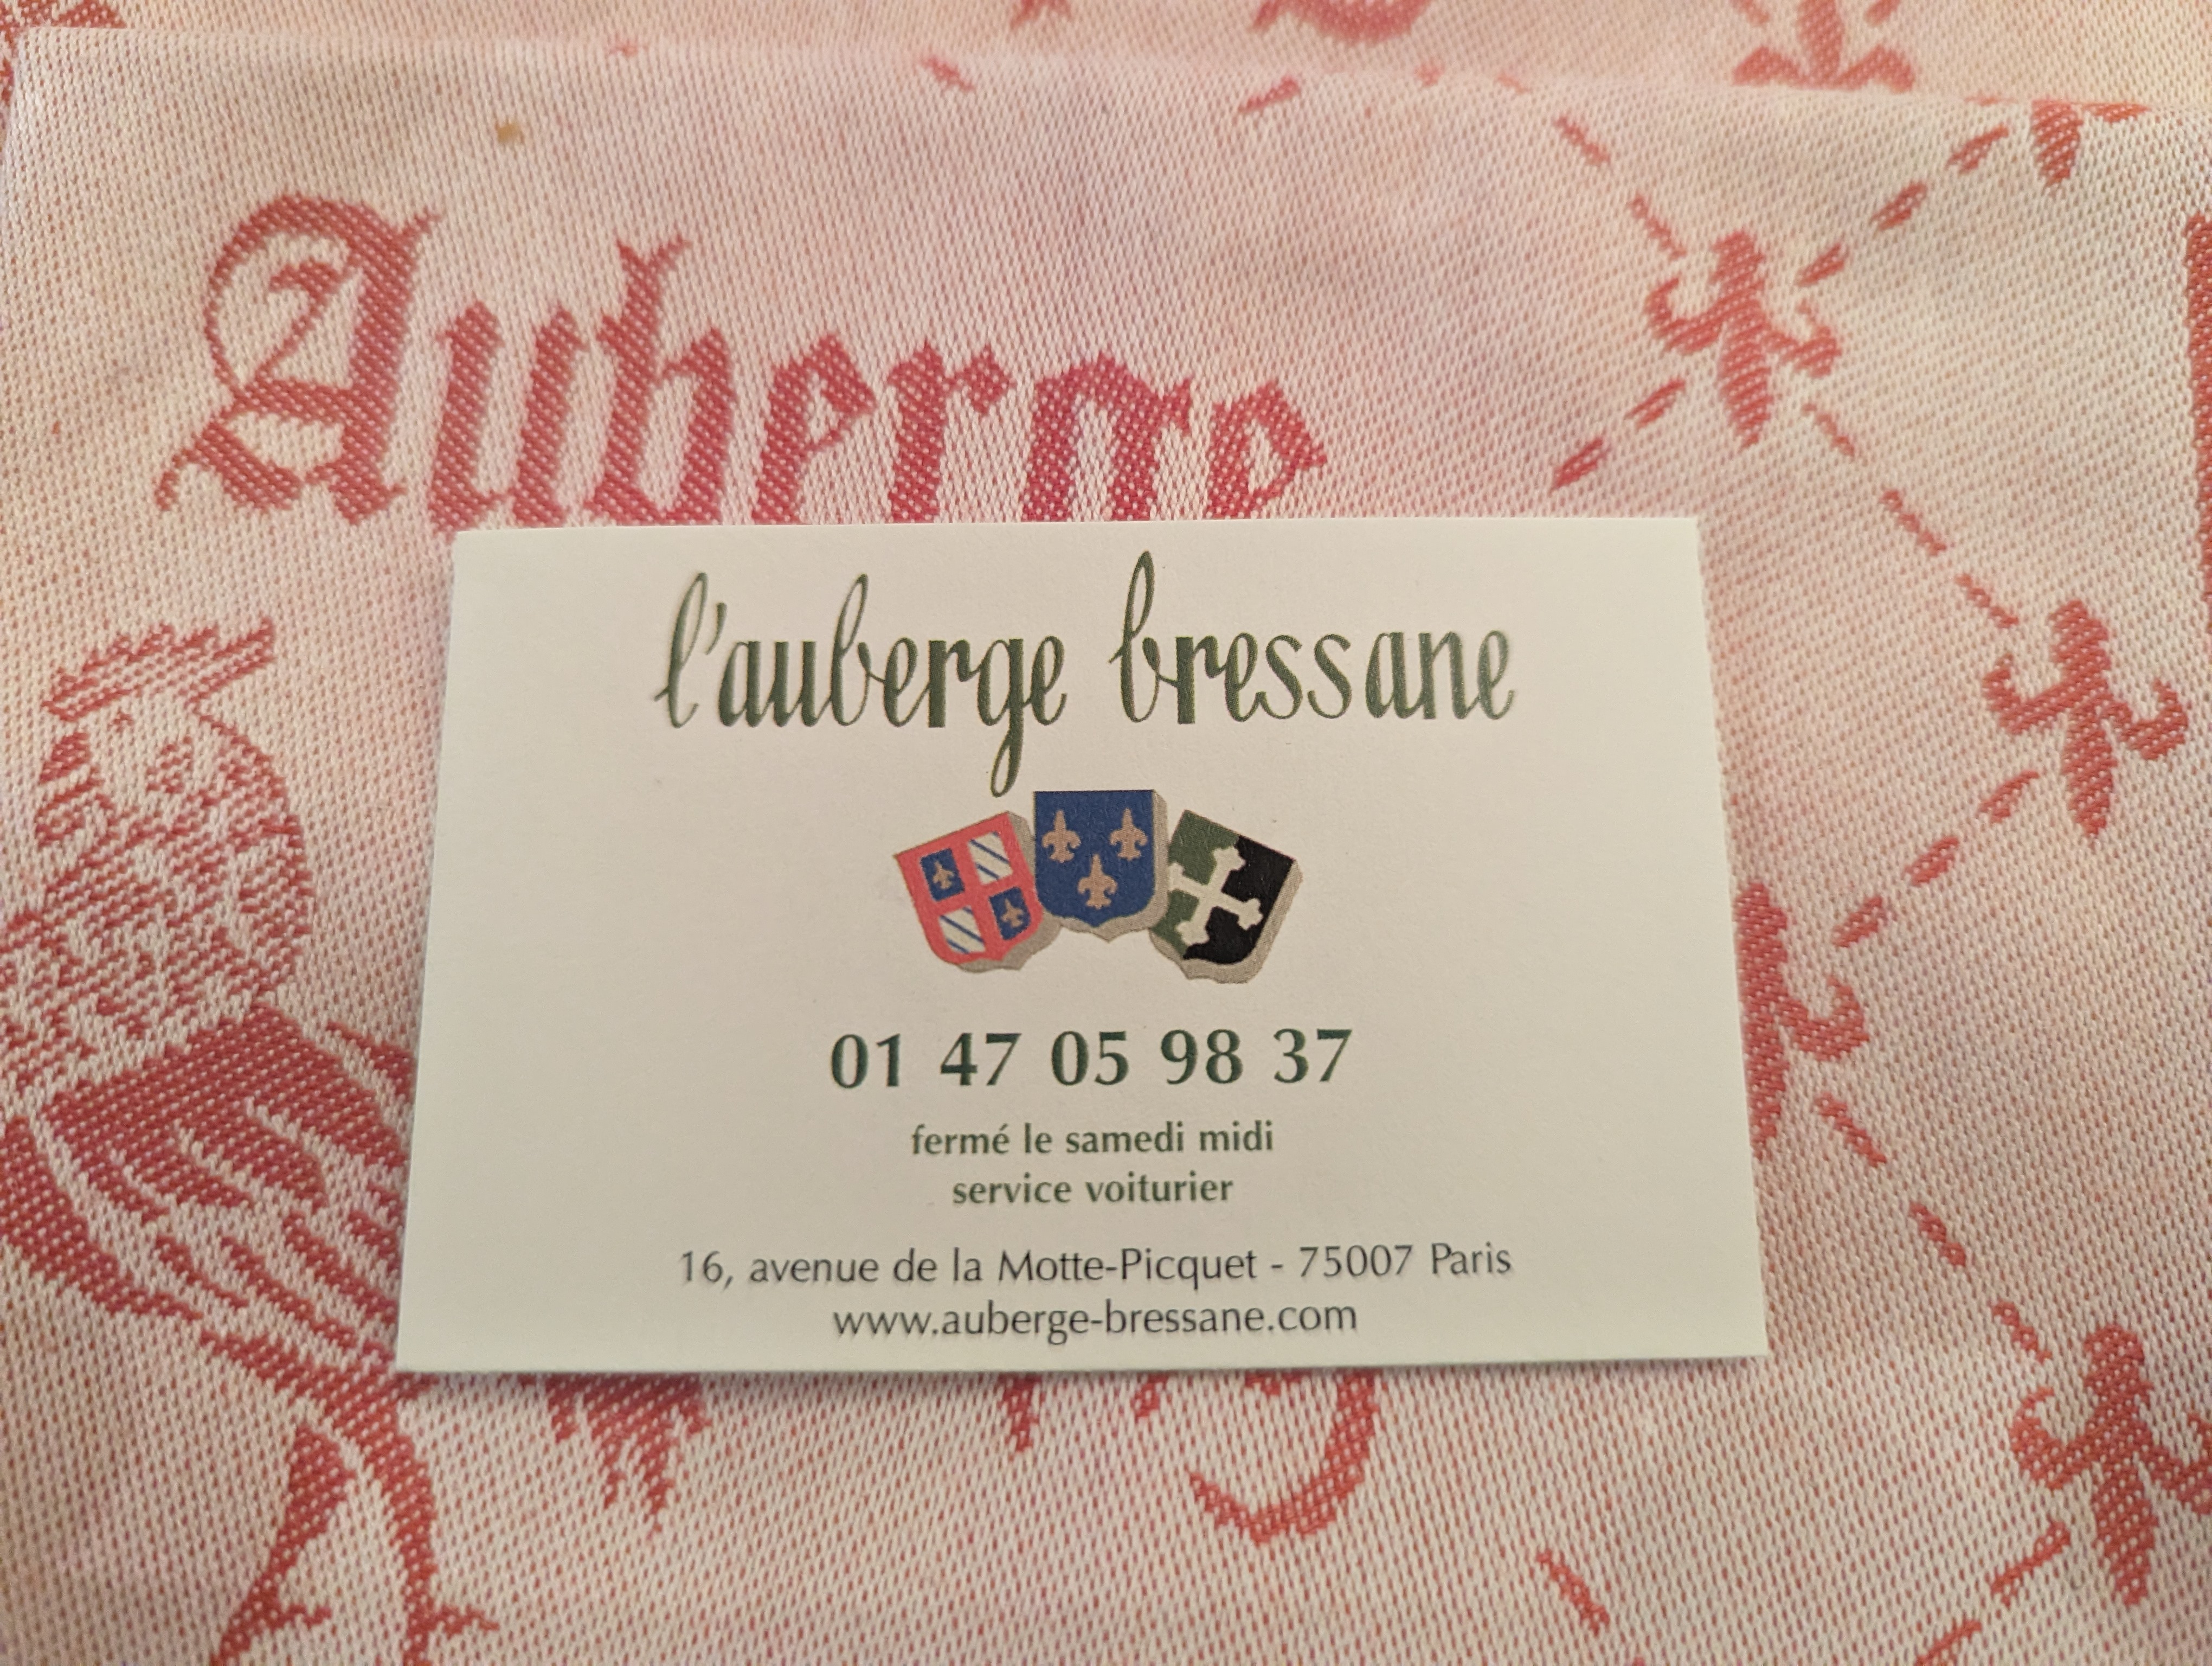 Auberge
l'auberge bressane
01 47 05 98 37
fermé le samedi midi
service voiturier
16, avenue de la Motte-Picquet - 75007 Paris
www.auberge-bressane.com